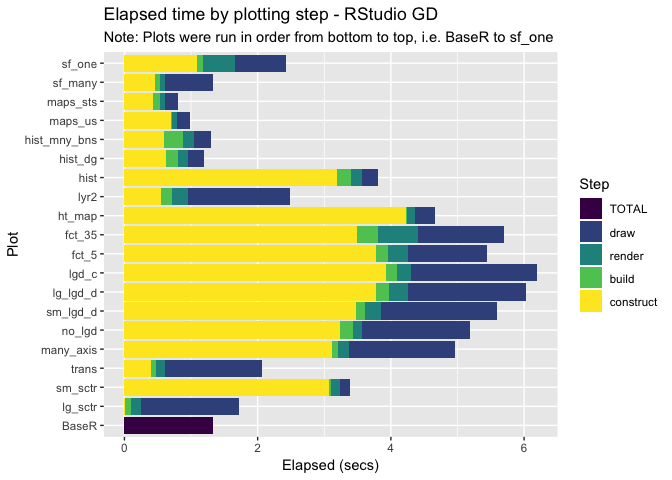 Elapsed time by plotting step - RStudio GD
Note: Plots were run in order from bottom to top, i.e. BaseR to sf_one
Plot
sf_one
sf_many
maps_sts
maps_us
hist_mny_bns
hist_dg
hist
lyr2
ht_map
fct_35
fct_5
lgd_c
lg_lgd_d
sm_lgd_d
no_lgd
many_axis
trans
sm_sctr
lg_sctr
BaseR
0 2 4 6
Elapsed (secs)
Step
TOTAL
draw
render
build
construct